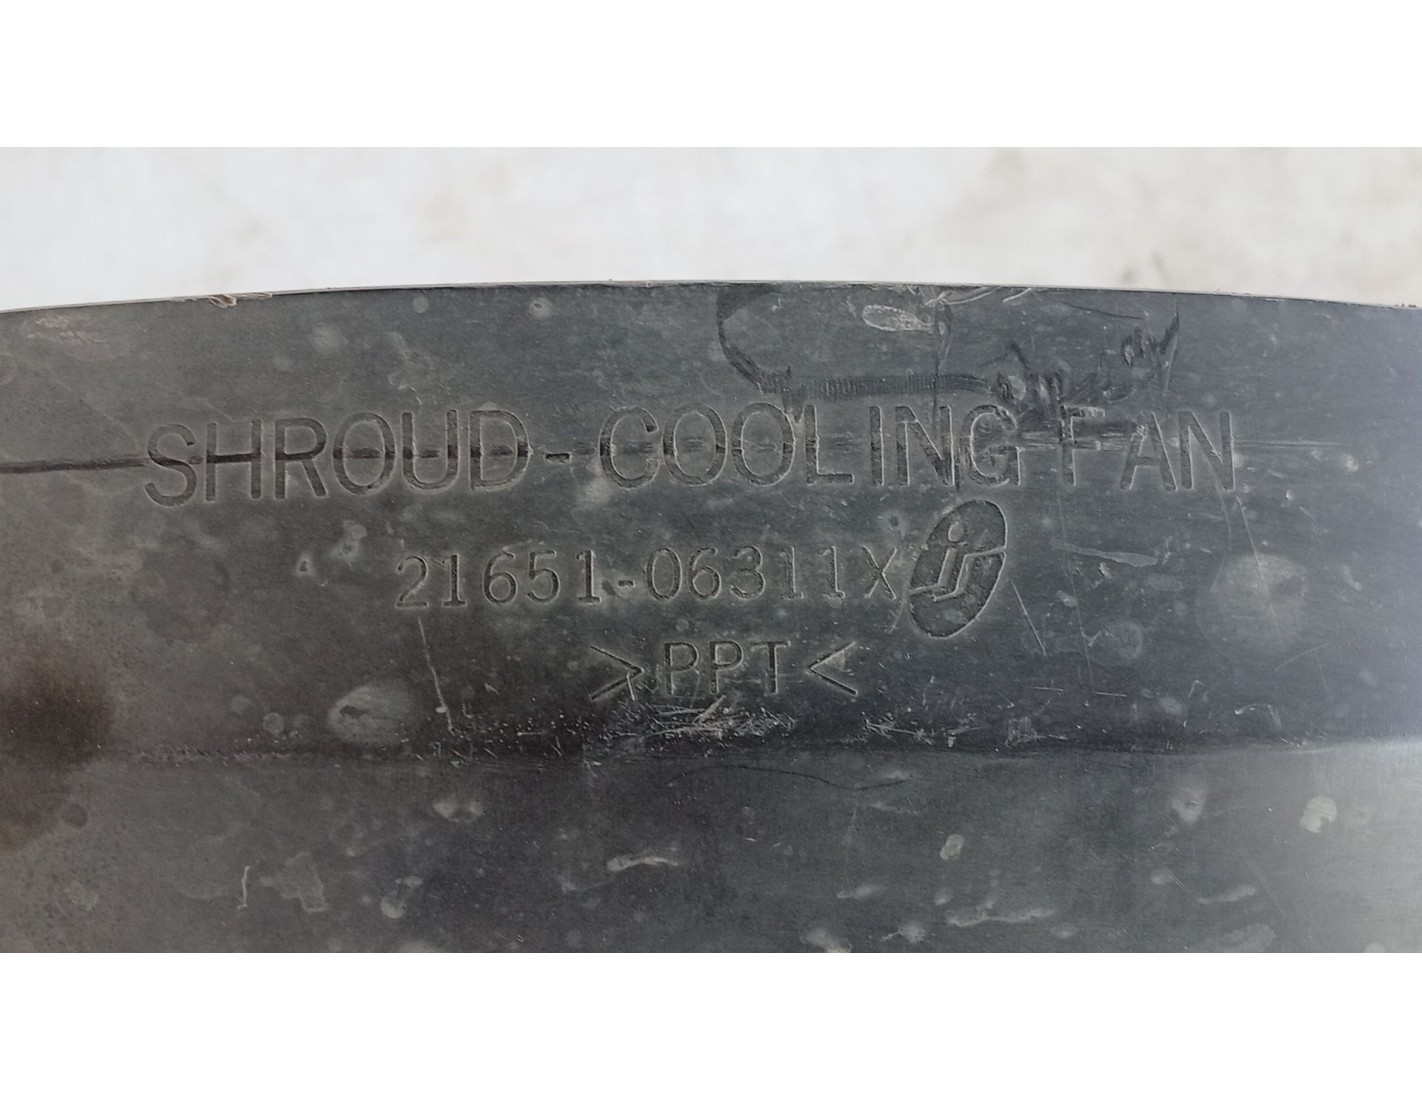 SHROUD-COOLING FAN
21651-06311X
>PPT<